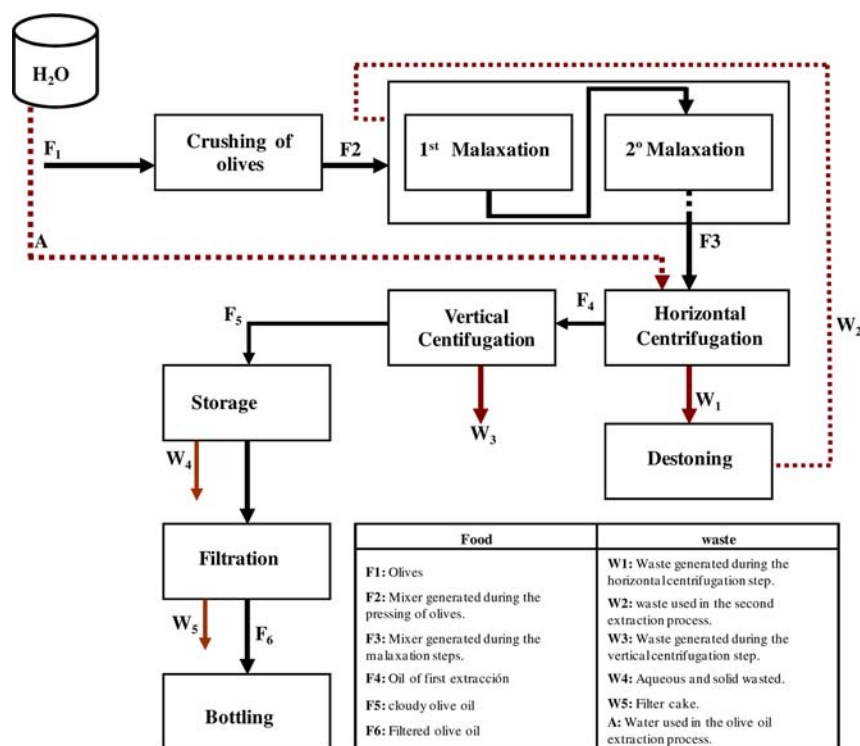 H₂O
F₁
Crushing of
olives
F2
1st Malaxation
2º Malaxation
A
F3
F₅
Vertical
Centifugation
F₄
Horizontal
Centrifugation
W₂
Storage
W₃
W₁
W₄
Destoning
Filtration
W₅
F₆
Bottling
Food
F1: Olives
F2: Mixer generated during the
pressing of olives.
F3: Mixer generated during the
malaxation steps.
F4: Oil of first extracción
F5: cloudy olive oil
F6: Filtered olive oil
waste
W1: Waste generated during the
horizontal centrifugation step.
W2: waste used in the second
extraction process.
W3: Waste generated during the
vertical centrifugation step.
W4: Aqueous and solid wasted.
W5: Filter cake.
A: Water used in the olive oil
extraction process.